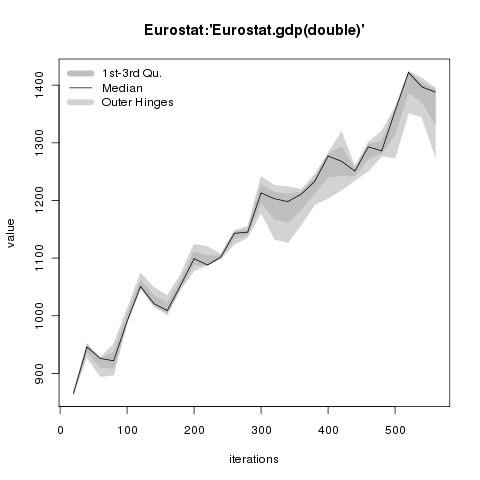 Eurostat:'Eurostat.gdp(double)'
1st-3rd Qu.
Median
Outer Hinges
value
1400
1300
1200
1100
1000
900
0 100 200 300 400 500
iterations